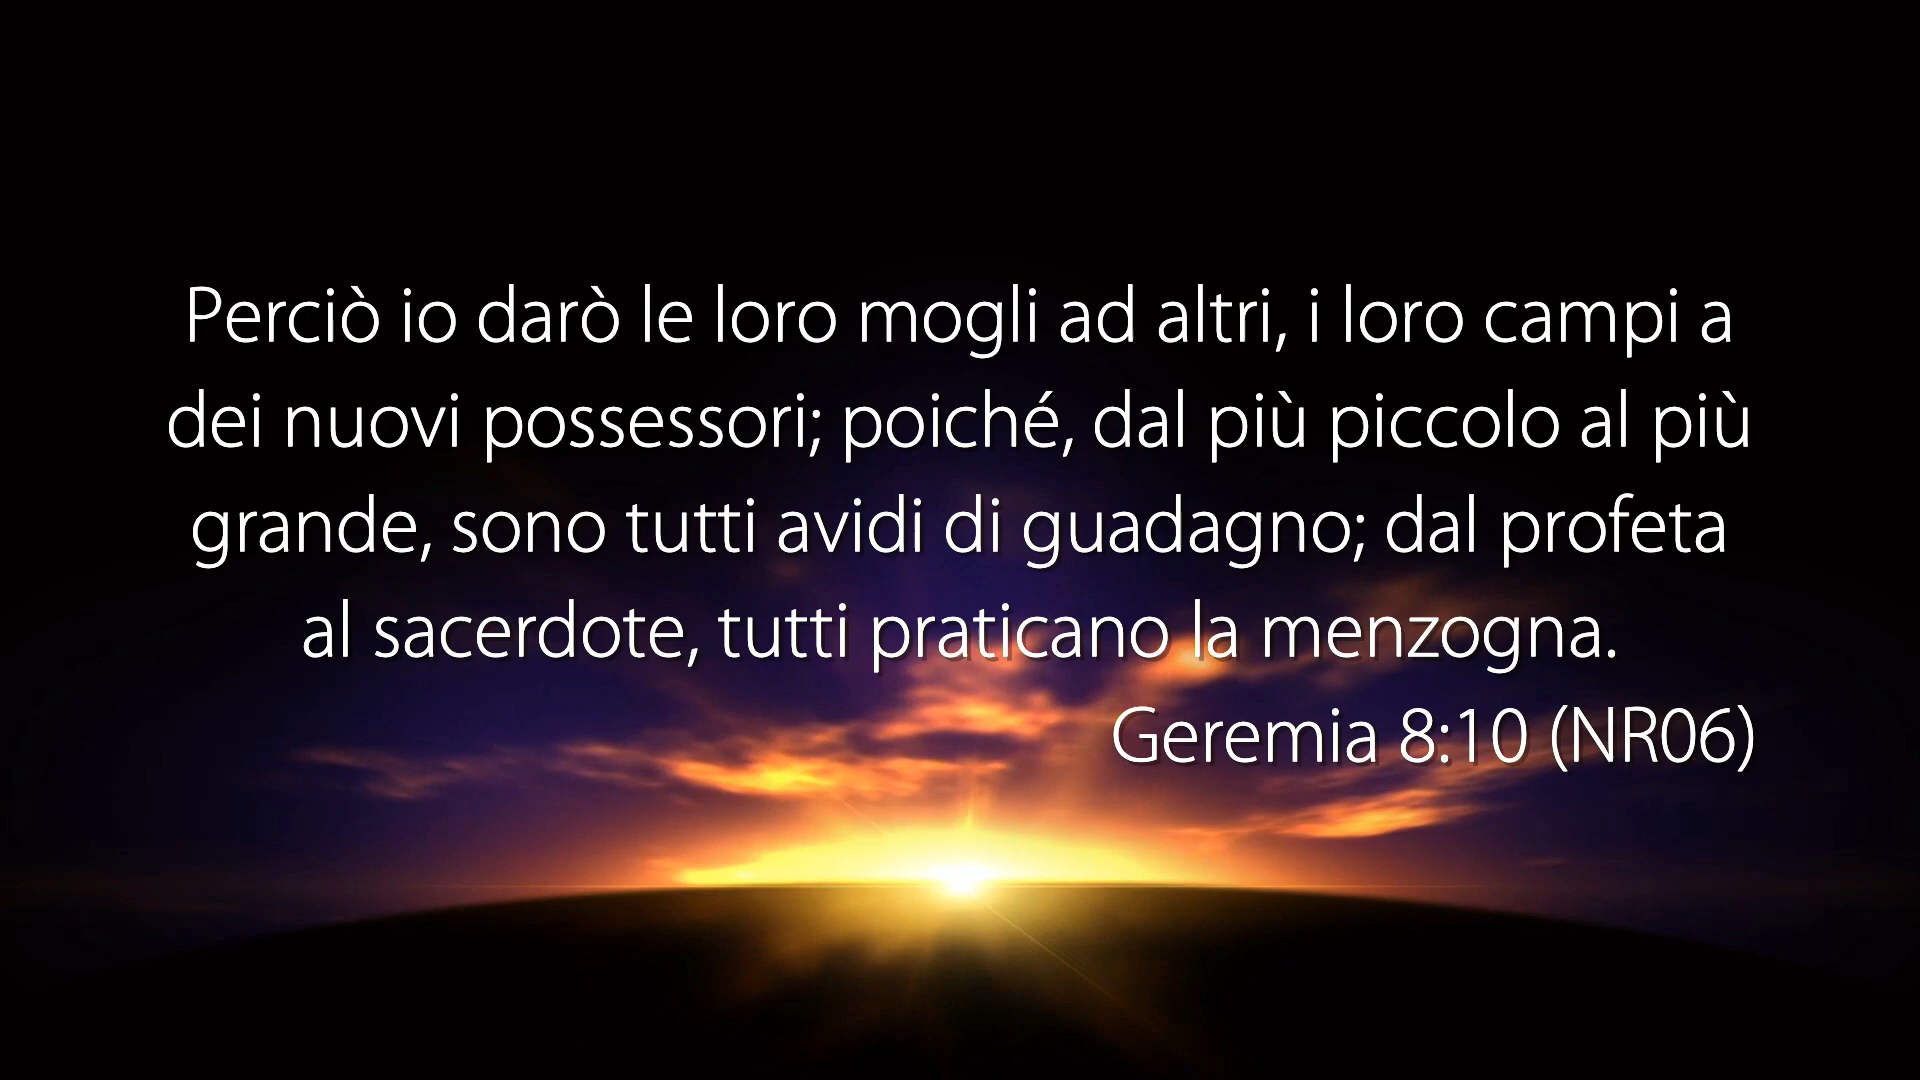 Perciò io darò le loro mogli ad altri, i loro campi a
dei nuovi possessori; poiché, dal più piccolo al più
grande, sono tutti avidi di guadagno; dal profeta
al sacerdote, tutti praticano la menzogna.
Geremia 8:10 (NR06)